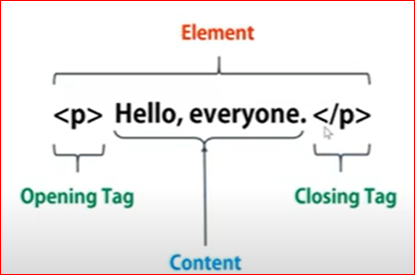 Element
<p> Hello, everyone. </p>
Opening Tag
Closing Tag
Content